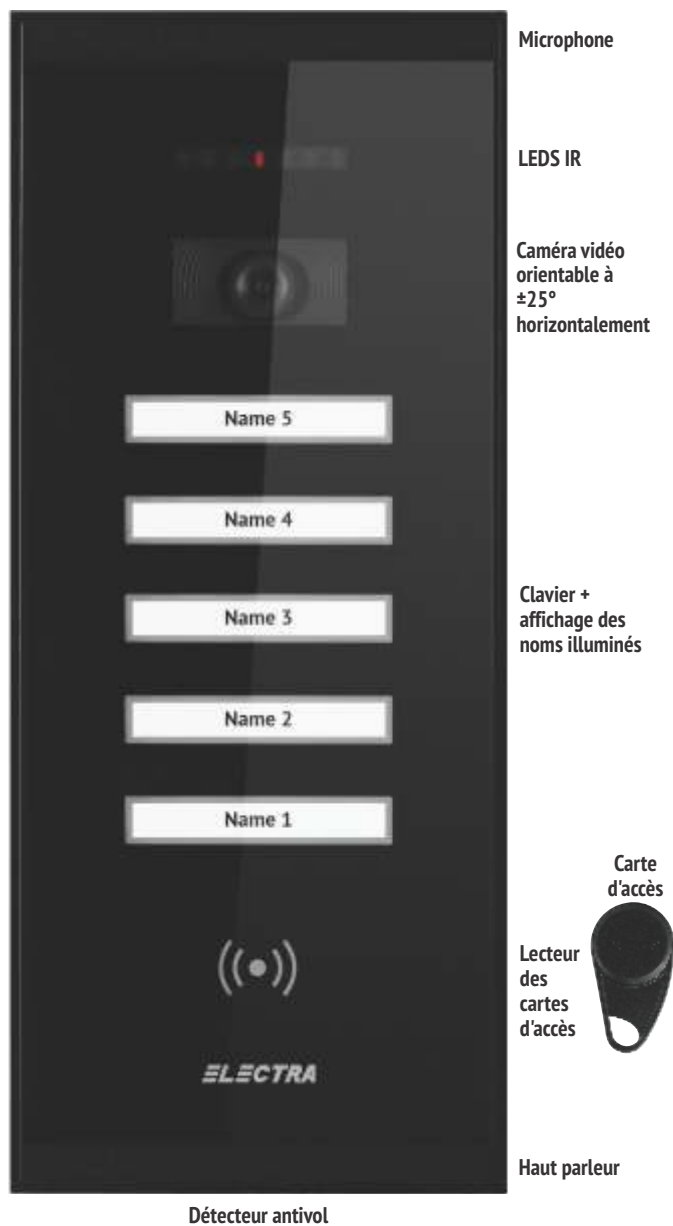 Microphone
LEDS IR
Caméra vidéo
orientable à
±25°
horizontalement
Name 5
Name 4
Name 3
Name 2
Name 1
Clavier +
affichage des
noms illuminés
Carte
d'accès
Lecteur
des
cartes
d'accès
ELECTRA
Haut parleur
Détecteur antivol